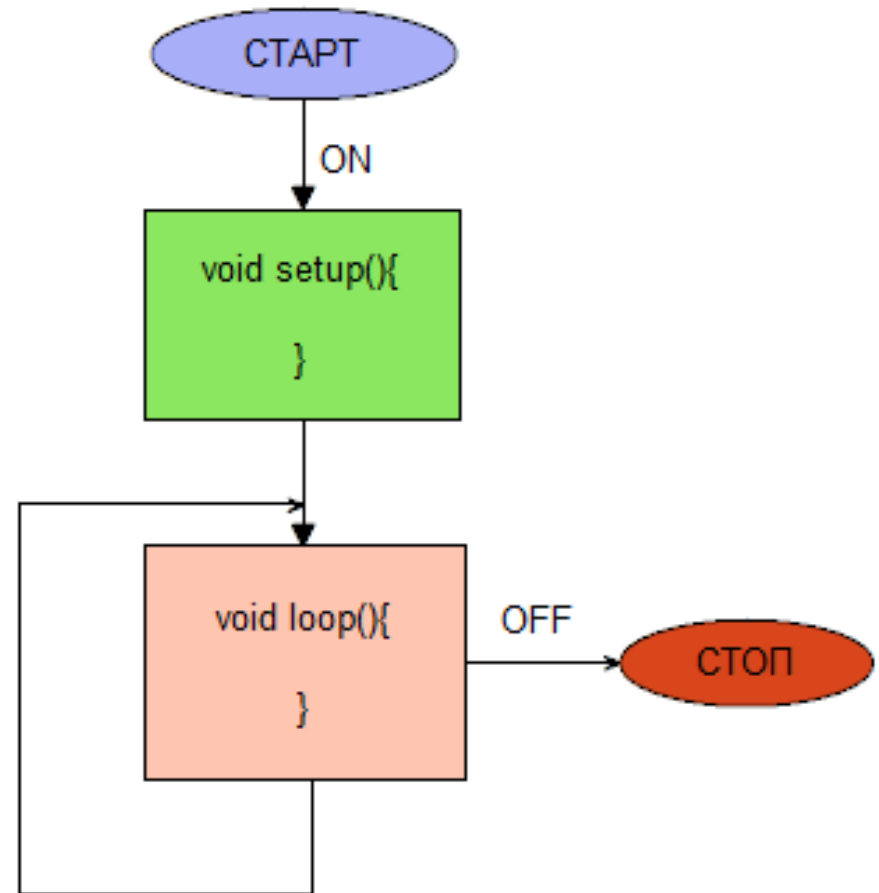 СТАРТ
ON
void setup(){
}
void loop(){
}
OFF
СТОП